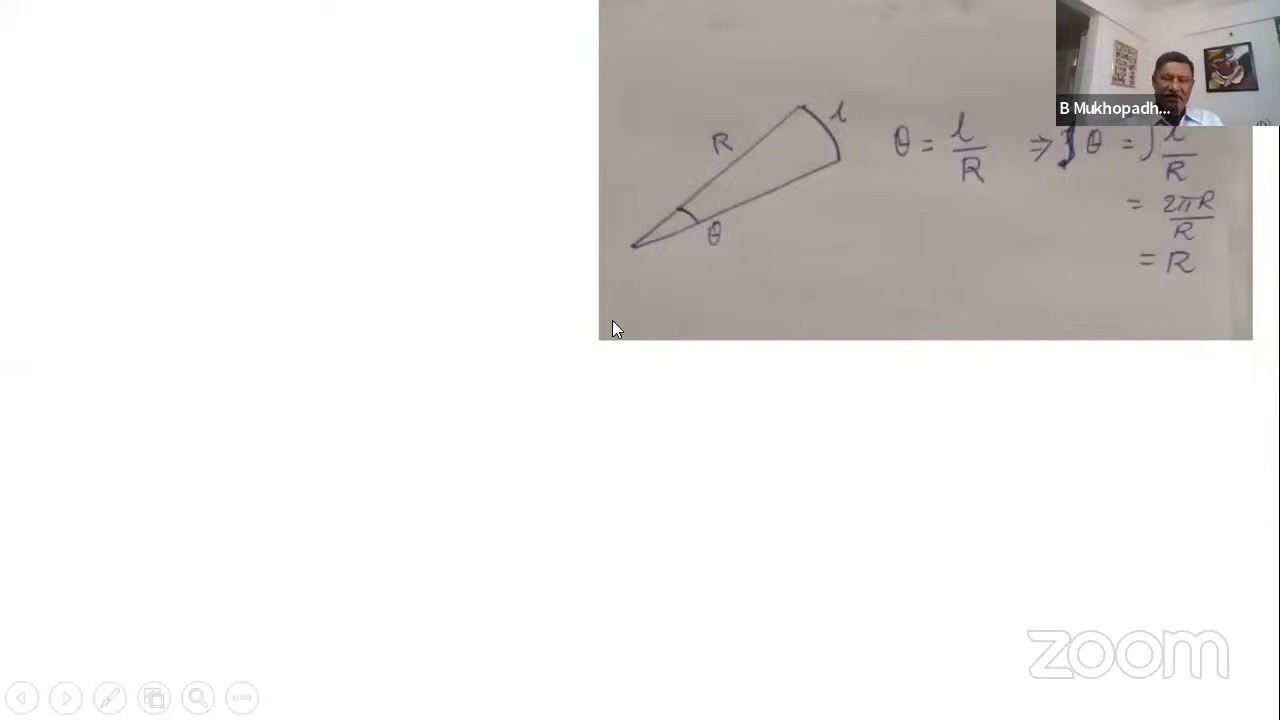 B Mukhopadh...
R
l
θ
θ = l/R ⇒ ∫ θ = ∫ l/R
= 2πR/R
= R
zoom